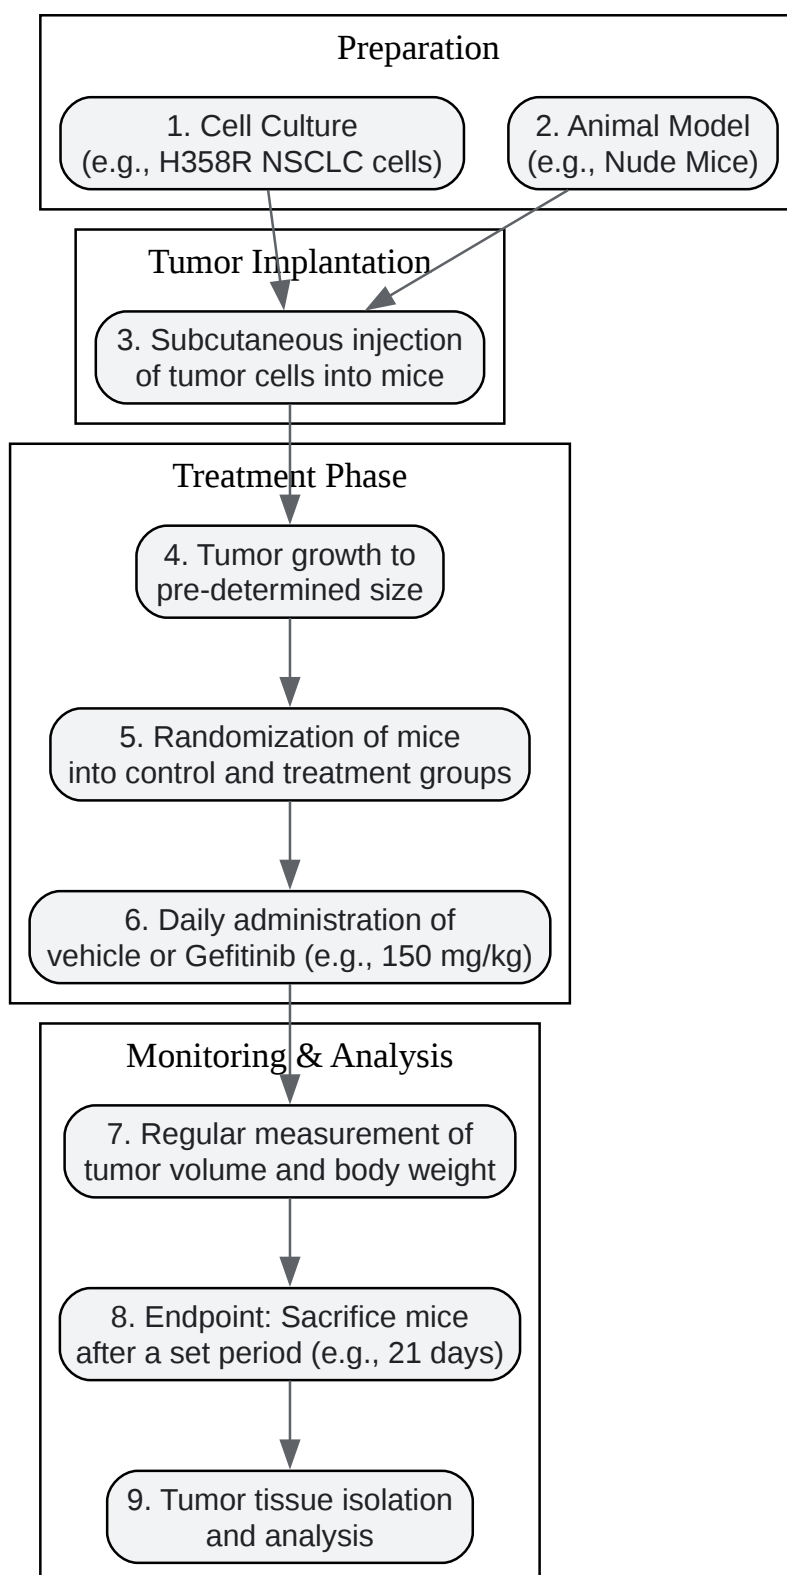 Preparation
1. Cell Culture
(e.g., H358R NSCLC cells)
2. Animal Model
(e.g., Nude Mice)
Tumor Implantation
3. Subcutaneous injection
of tumor cells into mice
Treatment Phase
4. Tumor growth to
pre-determined size
5. Randomization of mice
into control and treatment groups
6. Daily administration of
vehicle or Gefitinib (e.g., 150 mg/kg)
Monitoring & Analysis
7. Regular measurement of
tumor volume and body weight
8. Endpoint: Sacrifice mice
after a set period (e.g., 21 days)
9. Tumor tissue isolation
and analysis